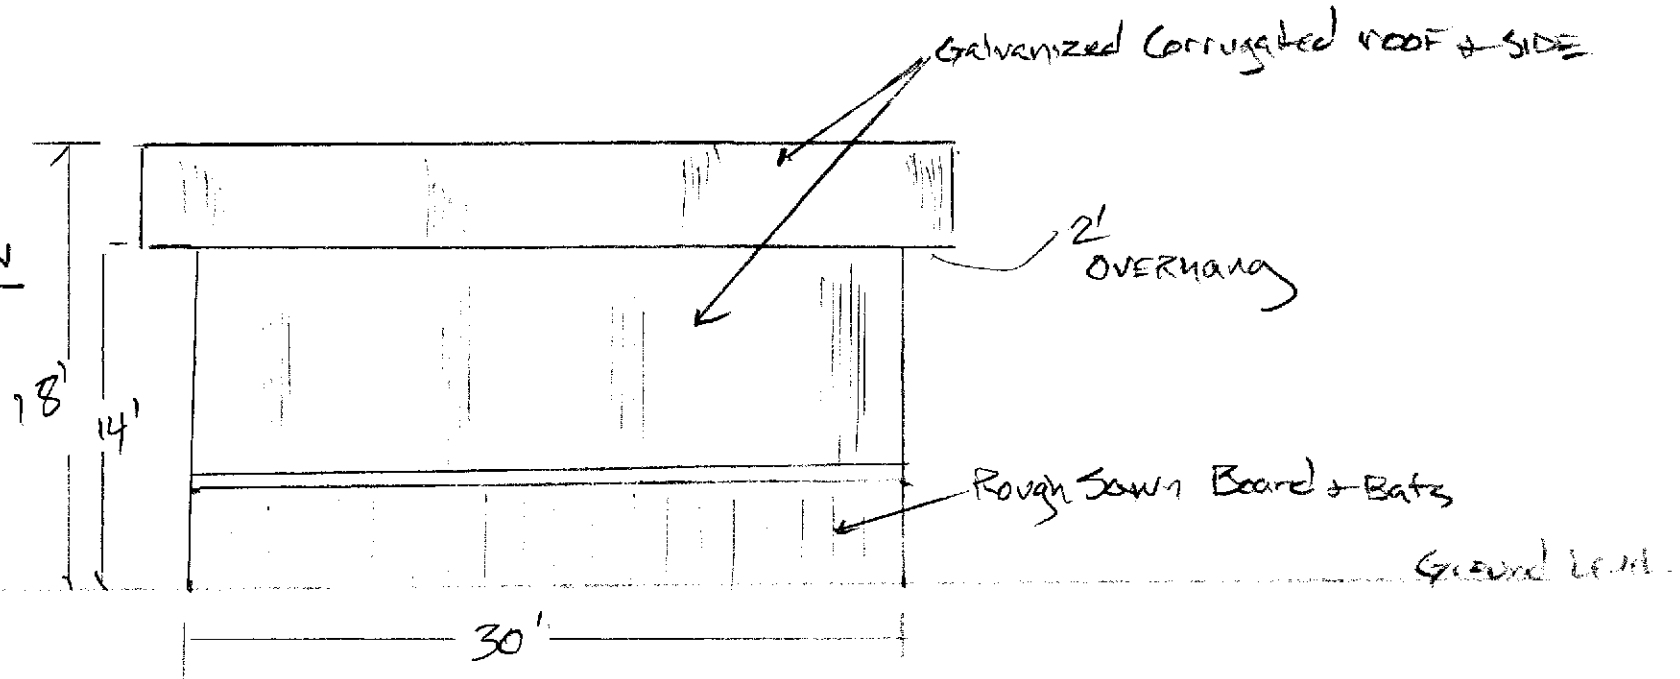 Galvanized Corrugated roof + SIDE
2'
OVERHANG
18'
14'
Rough Sawn Board + Bats
Ground Level
30'